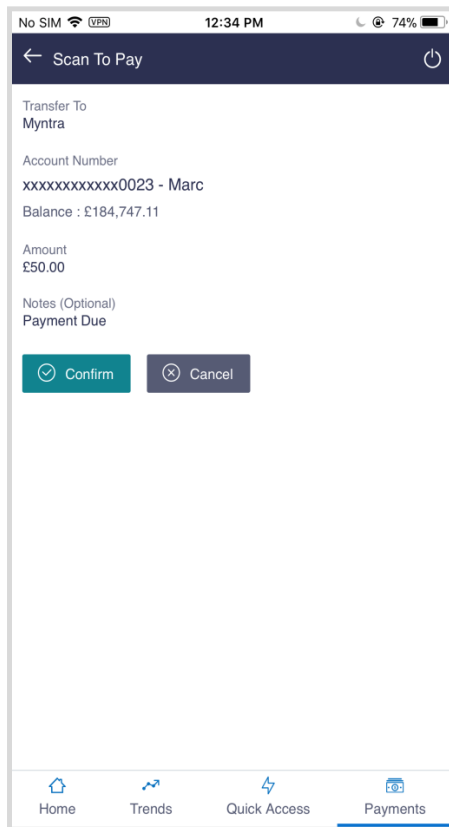 No SIM VPN 12:34 PM 74%
Scan To Pay
Transfer To
Myntra
Account Number
xxxxxxxxxxxx0023 - Marc
Balance : £184,747.11
Amount
£50.00
Notes (Optional)
Payment Due
Confirm Cancel
Home Trends Quick Access Payments